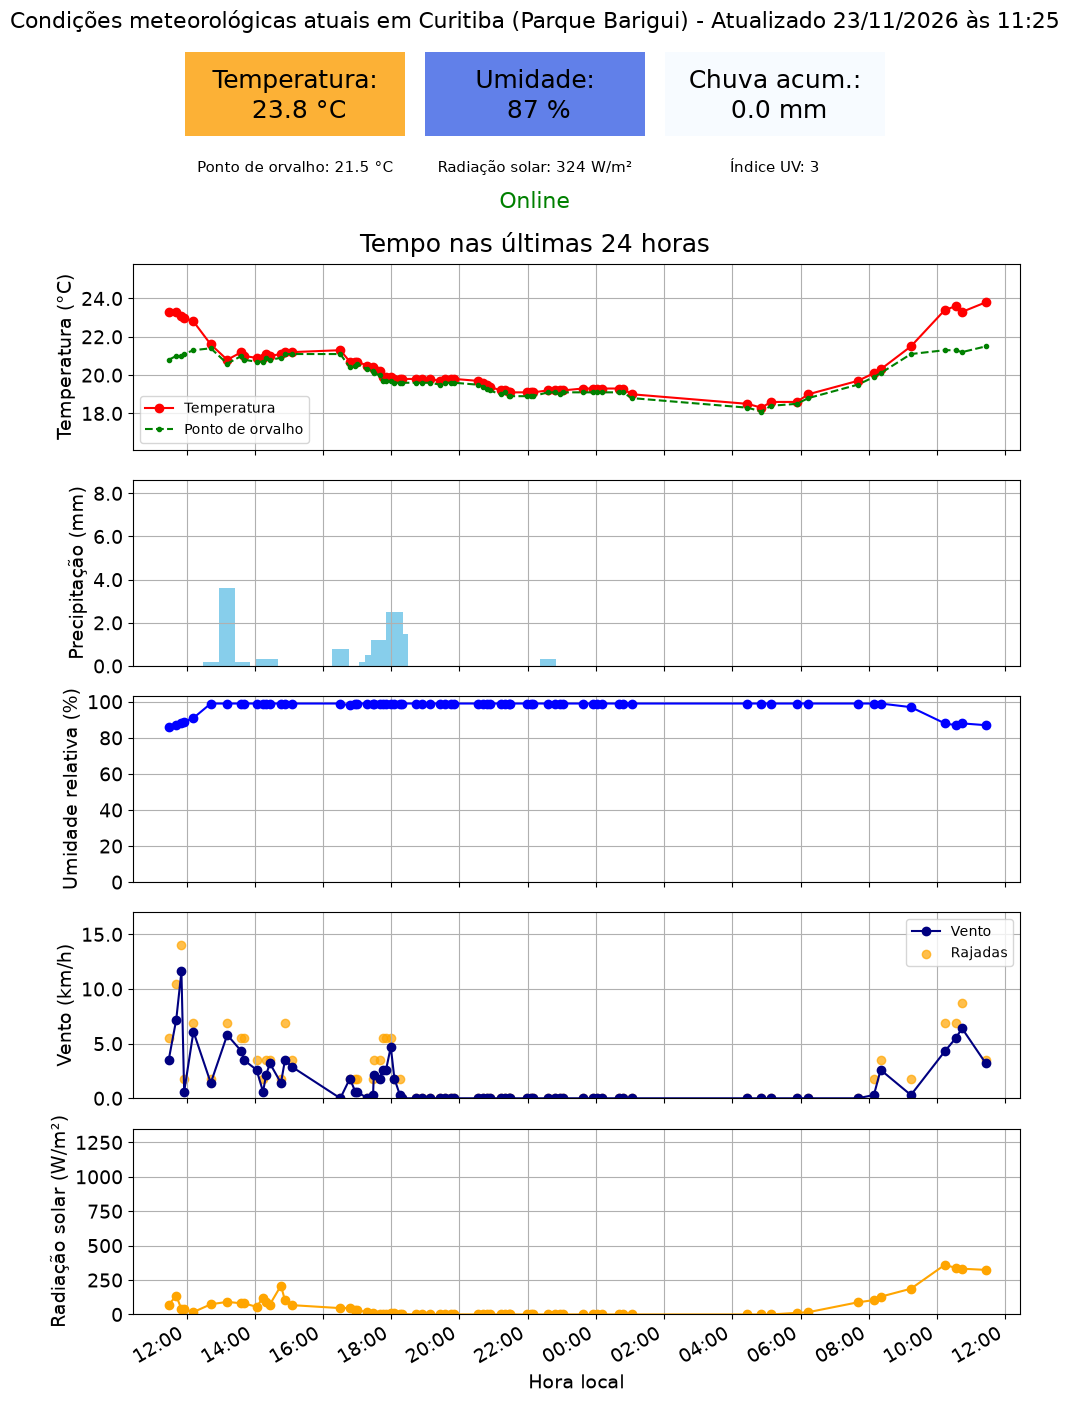 Condições meteorológicas atuais em Curitiba (Parque Barigui) - Atualizado 23/11/2026 às 11:25
Temperatura:
23.8 °C
Umidade:
87 %
Chuva acum.:
0.0 mm
Ponto de orvalho: 21.5 °C
Radiação solar: 324 W/m²
Índice UV: 3
Online
Tempo nas últimas 24 horas
Temperatura (°C)
24.0
22.0
20.0
18.0
Temperatura
Ponto de orvalho
Precipitação (mm)
8.0
6.0
4.0
2.0
0.0
Umidade relativa (%)
100
80
60
40
20
0
Vento (km/h)
15.0
10.0
5.0
0.0
Vento
Rajadas
Radiação solar (W/m²)
1250
1000
750
500
250
0
12:00
14:00
16:00
18:00
20:00
22:00
00:00
02:00
04:00
06:00
08:00
10:00
12:00
Hora local